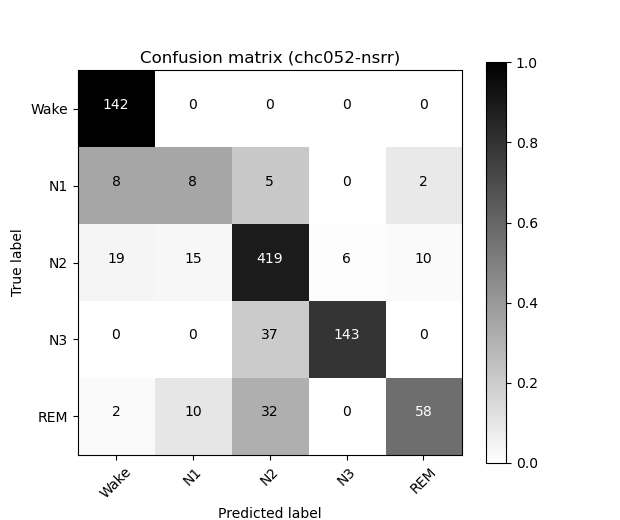 Confusion matrix (chc052-nsrr)
1.0
Wake 142 0 0 0 0
0.8
N1 8 8 5 0 2
0.6
True label
N2 19 15 419 6 10
0.4
N3 0 0 37 143 0
0.2
REM 2 10 32 0 58
0.0
Wake N1 N2 N3 REM
Predicted label